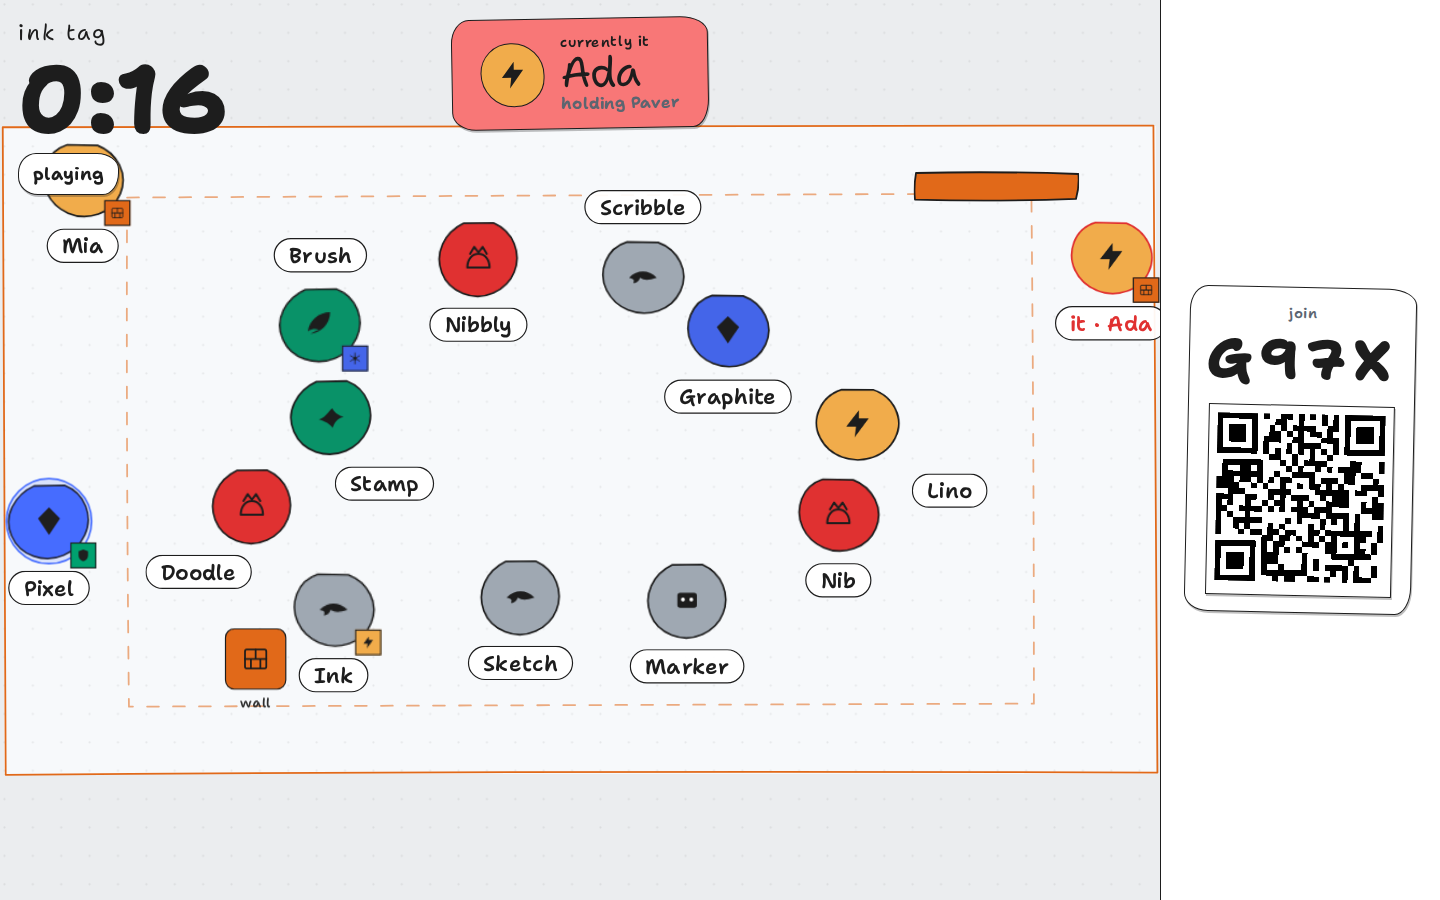 ink tag
0:16
currently it
Ada
holding Paver
playing
Mia
Scribble
Brush
Nibbly
it · Ada
Graphite
Stamp
Lino
Doodle
Nib
Pixel
Ink
Sketch
Marker
wall
join
G97X